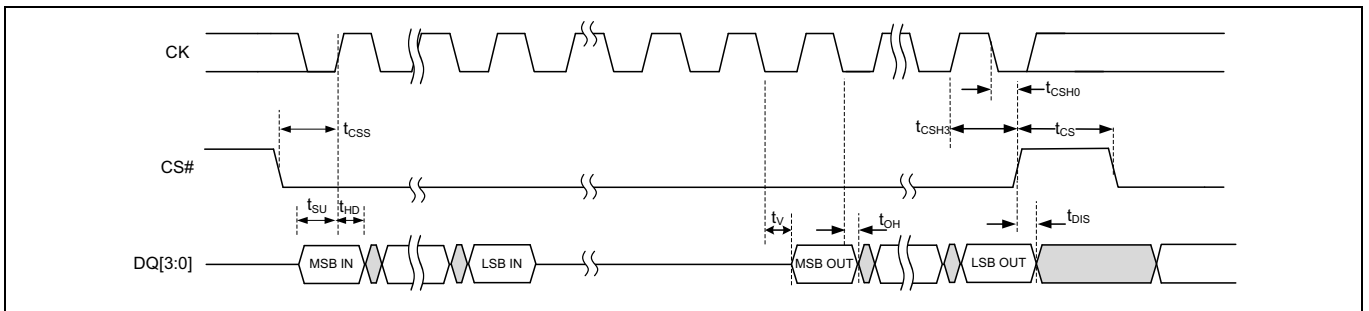 CK
tCSH0
tCSS
tCSH3
tCS
CS#
tSU
tHD
tV
tOH
tDIS
DQ[3:0]
MSB IN
LSB IN
MSB OUT
LSB OUT